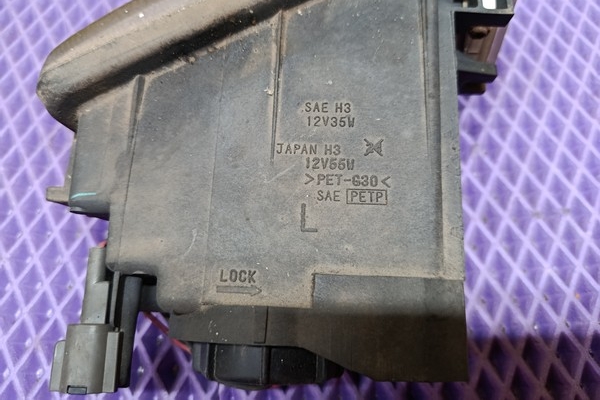 SAE H3
12V35W
JAPAN H3
12V55W
>PET-G30<
SAE PETP
L
LOCK